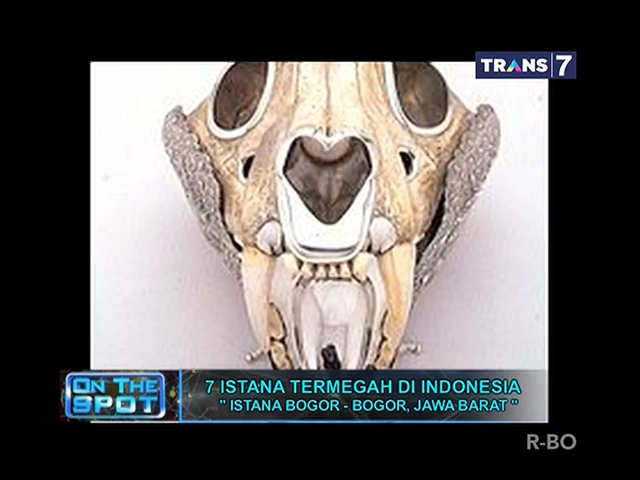 TRANS 7
ON THE
SPOT
7 ISTANA TERMEGAH DI INDONESIA
" ISTANA BOGOR - BOGOR, JAWA BARAT "
R-BO